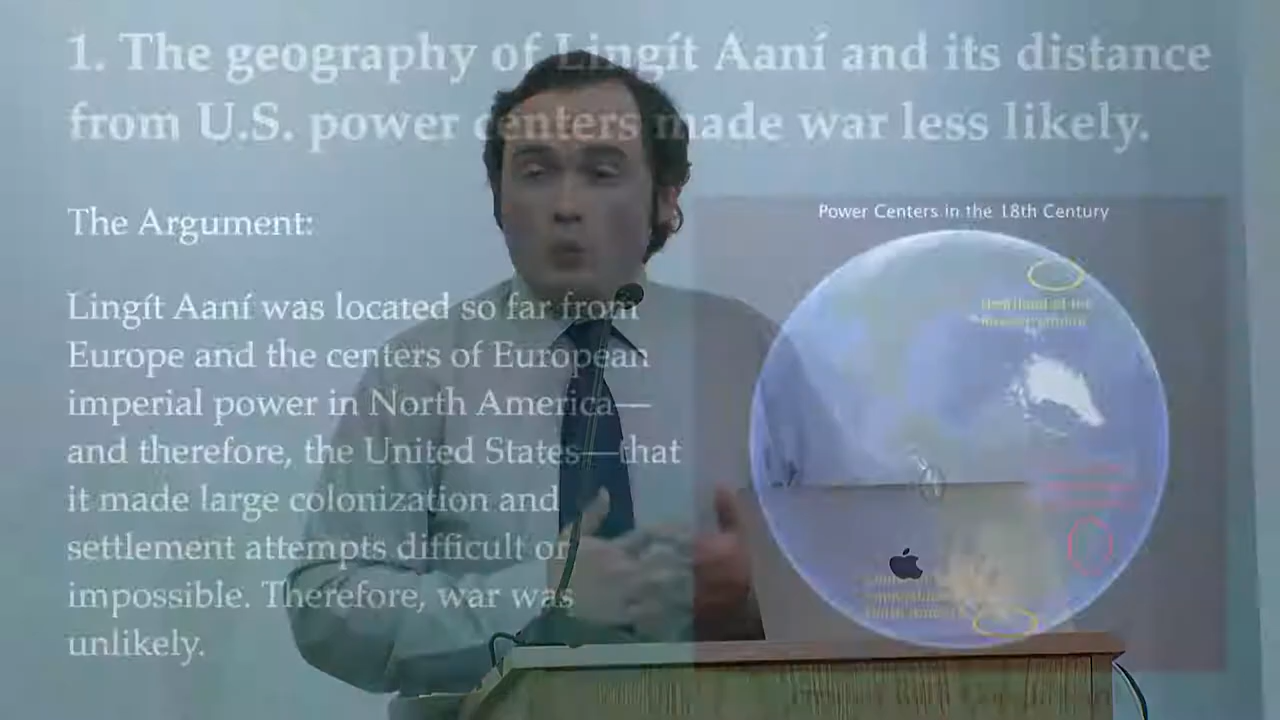 1. The geography of Lingít Aaní and its distance
from U.S. power centers made war less likely.
The Argument:
Lingít Aaní was located so far from
Europe and the centers of European
imperial power in North America—
and therefore, the United States—that
it made large colonization and
settlement attempts difficult or
impossible. Therefore, war was
unlikely.
Power Centers in the 18th Century